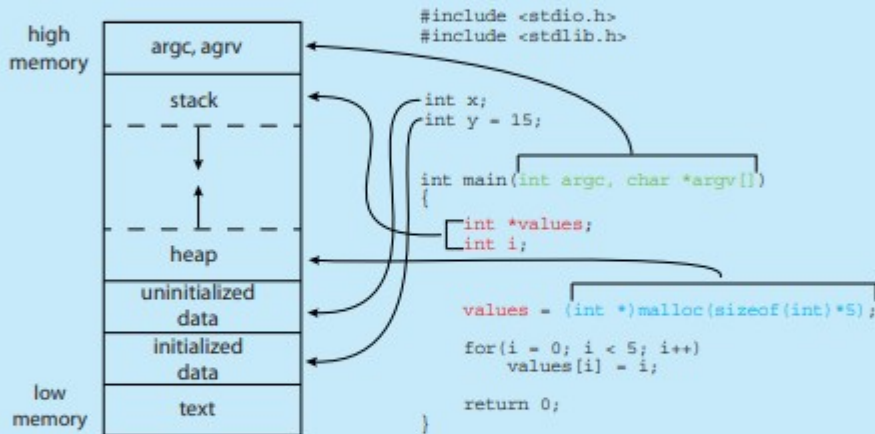 high
memory
argc, agrv
stack
heap
uninitialized
data
initialized
data
low
memory
text
#include <stdio.h>
#include <stdlib.h>
int x;
int y = 15;
int main(int argc, char *argv[])
{
int *values;
int i;
values = (int *)malloc(sizeof(int)*5);
for(i = 0; i < 5; i++)
values[i] = i;
return 0;
}